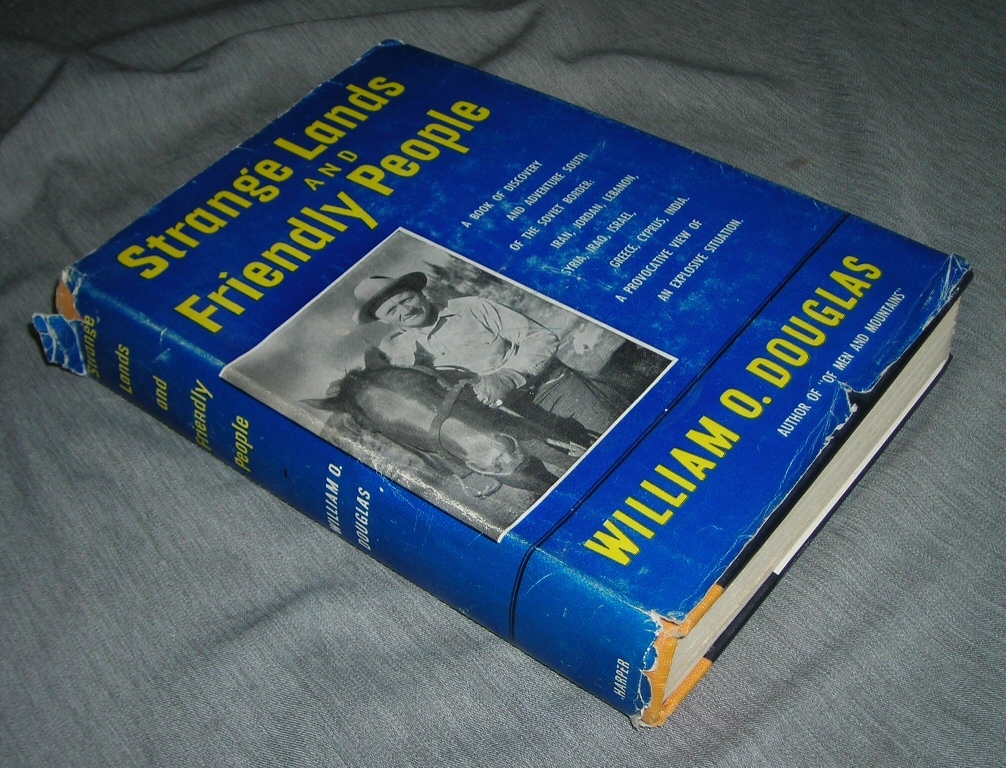 Strange Lands
AND
Friendly People
A BOOK OF DISCOVERY
AND ADVENTURE SOUTH
OF THE SOVIET BORDER:
IRAN, JORDAN, LEBANON,
SYRIA, IRAQ, ISRAEL,
GREECE, CYPRUS, INDIA.
A PROVOCATIVE VIEW OF
AN EXPLOSIVE SITUATION.
WILLIAM O. DOUGLAS
AUTHOR OF "OF MEN AND MOUNTAINS"
Strange
Lands
and
Friendly
People
WILLIAM O.
DOUGLAS
HARPER